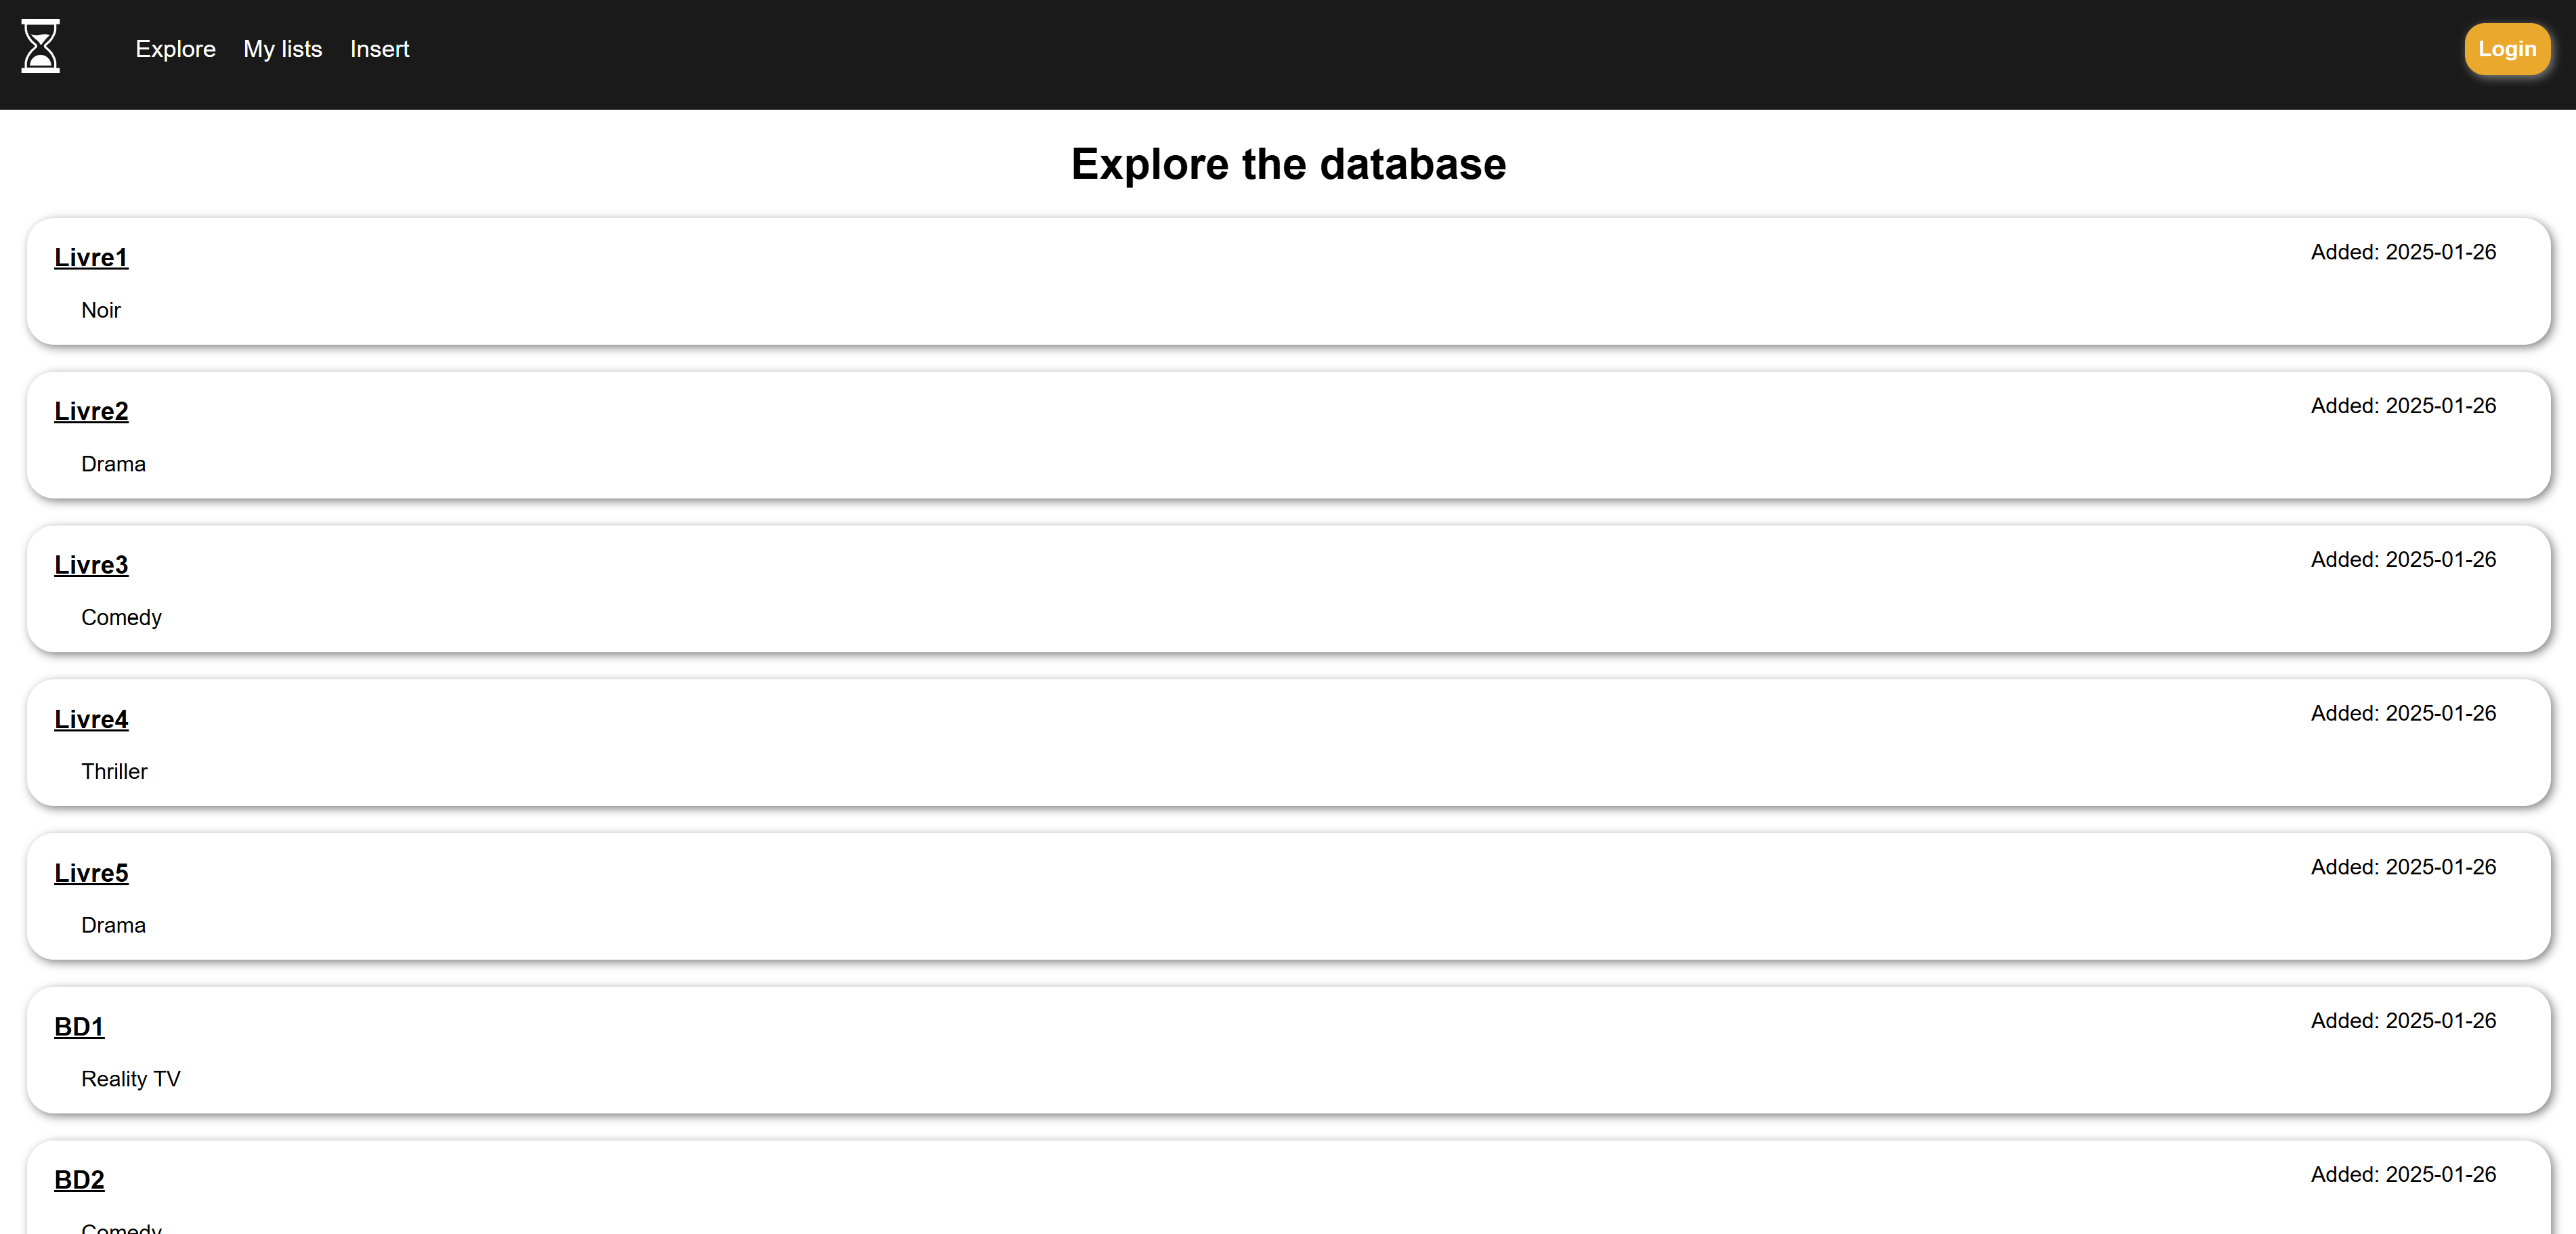 Explore My lists Insert Login
Explore the database
Livre1 Added: 2025-01-26
Noir
Livre2 Added: 2025-01-26
Drama
Livre3 Added: 2025-01-26
Comedy
Livre4 Added: 2025-01-26
Thriller
Livre5 Added: 2025-01-26
Drama
BD1 Added: 2025-01-26
Reality TV
BD2 Added: 2025-01-26
Comedy